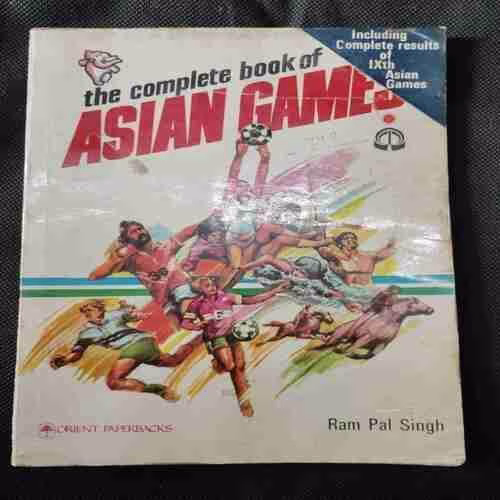 Including
Complete results
of
IXth
Asian
Games
the complete book of
ASIAN GAMES
ORIENT PAPERBACKS
Ram Pal Singh